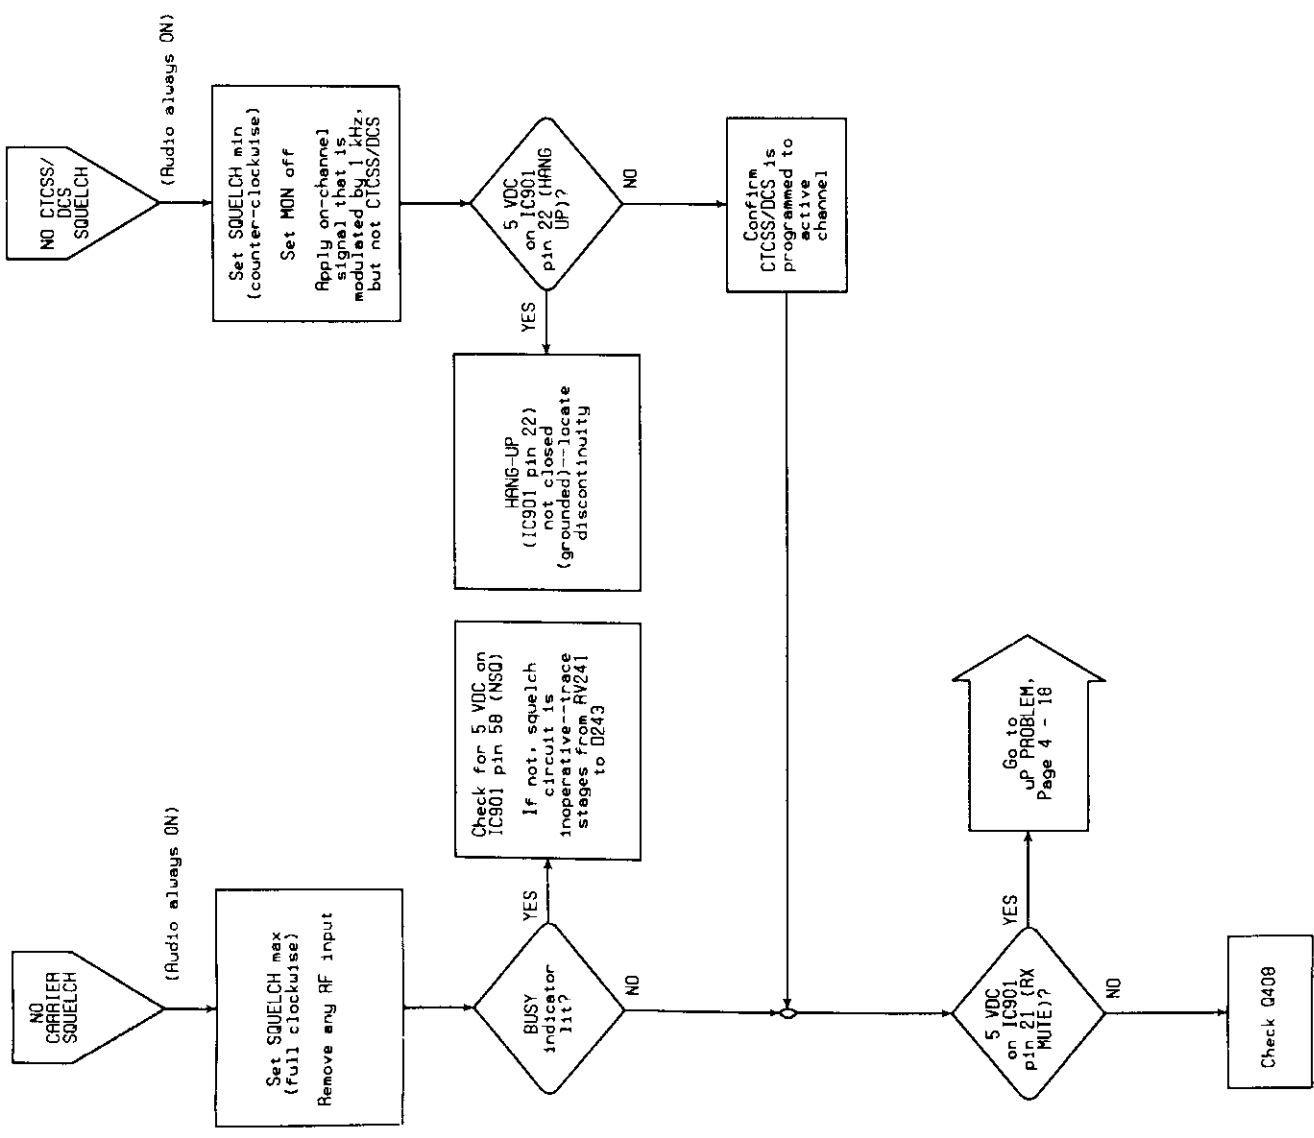 NO
CARRIER
SQUELCH
(Audio always ON)
Set SQUELCH max
(full clockwise)
Remove any RF input
BUSY
indicator
lit?
YES
NO
Check for 5 VDC on
IC901 pin 58 (NSQ)
If not, squelch
circuit is
inoperative--trace
stages from RV241
to D243
NO CTCSS/
DCS
SQUELCH
(Audio always ON)
Set SQUELCH min
(counter-clockwise)
Set MON off
Apply on-channel
signal that is
modulated by 1 kHz,
but not CTCSS/DCS
5 VDC
on IC901
pin 22 (HANG
UP)?
YES
NO
HANG-UP
(IC901 pin 22)
not closed
(grounded)--locate
discontinuity
Confirm
CTCSS/DCS is
programmed to
active
channel
5 VDC
on IC901
pin 21 (RX
MUTE)?
YES
NO
Go to
uP PROBLEM,
Page 4 - 18
Check Q408